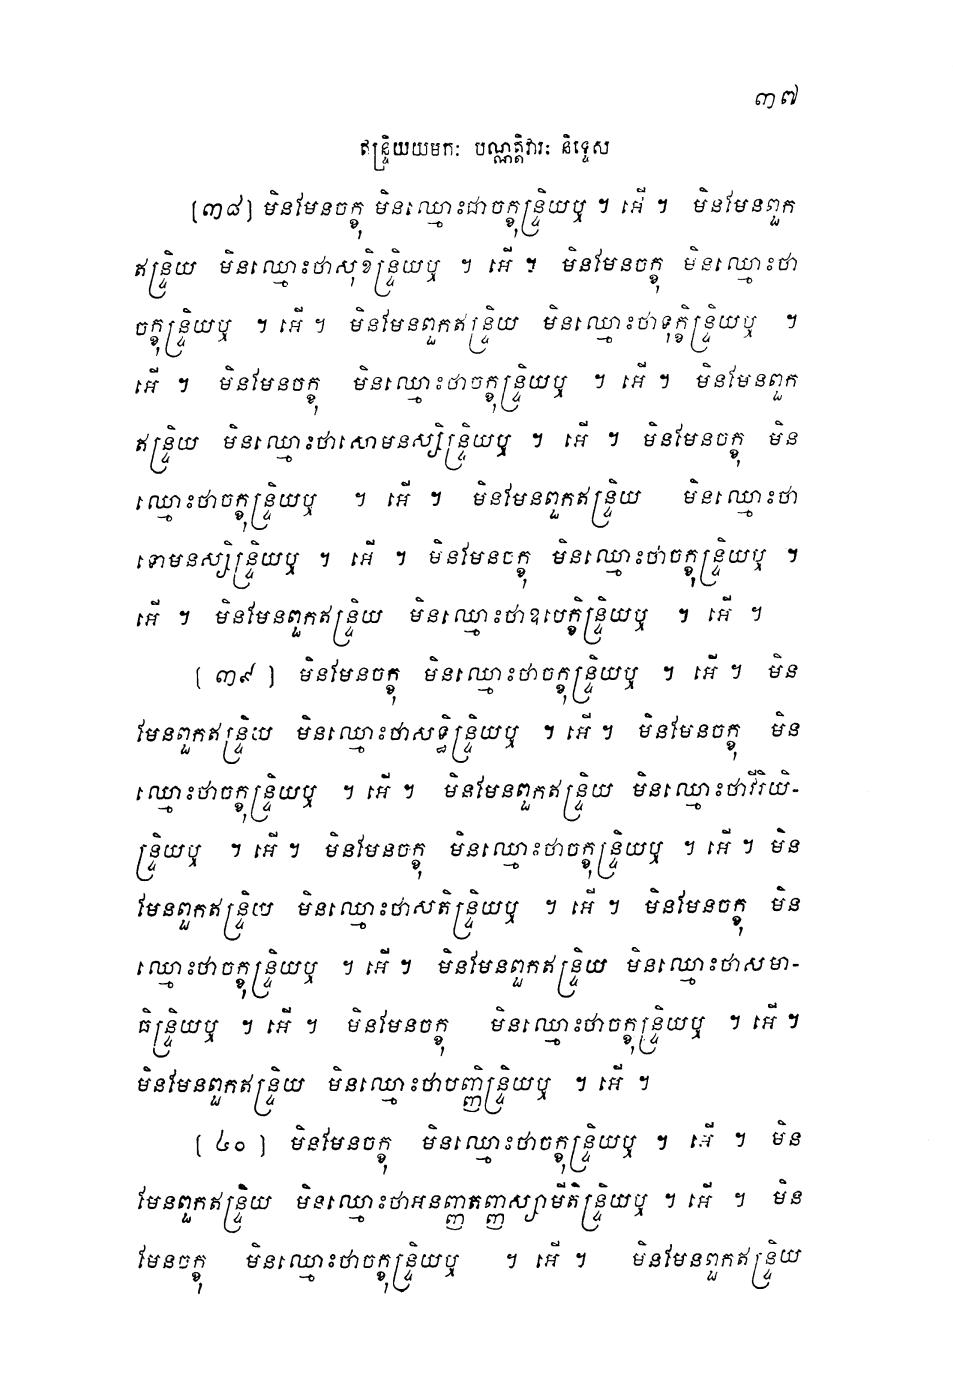 ៣៧
ឥន្ទ្រិយយមក: បណ្ណត្តិវារ: និទ្ទេស
[៣៨] មិនមែនចក្ខុ មិនឈ្មោះជាចក្ខុន្ទ្រិយឬ ។ អើ ។ មិនមែនពួក
ឥន្ទ្រិយ មិនឈ្មោះថាសុខិន្ទ្រិយឬ ។ អើ ។ មិនមែនចក្ខុ មិនឈ្មោះថា
ចក្ខុន្ទ្រិយឬ ។ អើ ។ មិនមែនពួកឥន្ទ្រិយ មិនឈ្មោះថាទុក្ខិន្ទ្រិយឬ ។
អើ ។ មិនមែនចក្ខុ មិនឈ្មោះថាចក្ខុន្ទ្រិយឬ ។ អើ ។ មិនមែនពួក
ឥន្ទ្រិយ មិនឈ្មោះថាសោមនស្សិន្ទ្រិយឬ ។ អើ ។ មិនមែនចក្ខុ មិន
ឈ្មោះថាចក្ខុន្ទ្រិយឬ ។ អើ ។ មិនមែនពួកឥន្ទ្រិយ មិនឈ្មោះថា
ទោមនស្សិន្ទ្រិយឬ ។ អើ ។ មិនមែនចក្ខុ មិនឈ្មោះថាចក្ខុន្ទ្រិយឬ ។
អើ ។ មិនមែនពួកឥន្ទ្រិយ មិនឈ្មោះថាឧបេក្ខិន្ទ្រិយឬ ។ អើ ។
[ ៣៩ ] មិនមែនចក្ខុ មិនឈ្មោះថាចក្ខុន្ទ្រិយឬ ។ អើ ។ មិន
មែនពួកឥន្ទ្រិយ មិនឈ្មោះថាសទ្ធិន្ទ្រិយឬ ។ អើ ។ មិនមែនចក្ខុ មិន
ឈ្មោះថាចក្ខុន្ទ្រិយឬ ។ អើ ។ មិនមែនពួកឥន្ទ្រិយ មិនឈ្មោះថាវីរិយិ-
ន្ទ្រិយឬ ។ អើ ។ មិនមែនចក្ខុ មិនឈ្មោះថាចក្ខុន្ទ្រិយឬ ។ អើ ។ មិន
មែនពួកឥន្ទ្រិយ មិនឈ្មោះថាសតិន្ទ្រិយឬ ។ អើ ។ មិនមែនចក្ខុ មិន
ឈ្មោះថាចក្ខុន្ទ្រិយឬ ។ អើ ។ មិនមែនពួកឥន្ទ្រិយ មិនឈ្មោះថាសមា-
ធិន្ទ្រិយឬ ។ អើ ។ មិនមែនចក្ខុ មិនឈ្មោះថាចក្ខុន្ទ្រិយឬ ។ អើ ។
មិនមែនពួកឥន្ទ្រិយ មិនឈ្មោះថាបញ្ញិន្ទ្រិយឬ ។ អើ ។
[ ៤០ ] មិនមែនចក្ខុ មិនឈ្មោះថាចក្ខុន្ទ្រិយឬ ។ អើ ។ មិន
មែនពួកឥន្ទ្រិយ មិនឈ្មោះថាអនញ្ញាតញ្ញាស្សាមីតិន្ទ្រិយឬ ។ អើ ។ មិន
មែនចក្ខុ មិនឈ្មោះថាចក្ខុន្ទ្រិយឬ ។ អើ ។ មិនមែនពួកឥន្ទ្រិយ